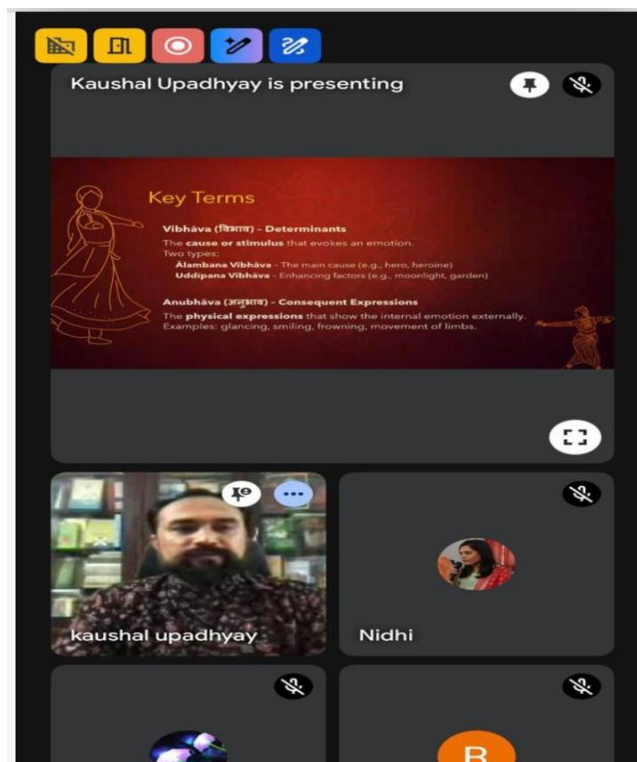 Kaushal Upadhyay is presenting
Key Terms
Vibhāva (विभाव) – Determinants
The cause or stimulus that evokes an emotion.
Two types:
Ālambana Vibhāva – The main cause (e.g., hero, heroine)
Uddīpana Vibhāva – Enhancing factors (e.g., moonlight, garden)
Anubhāva (अनुभाव) – Consequent Expressions
The physical expressions that show the internal emotion externally.
Examples: glancing, smiling, frowning, movement of limbs.
kaushal upadhyay
Nidhi
B